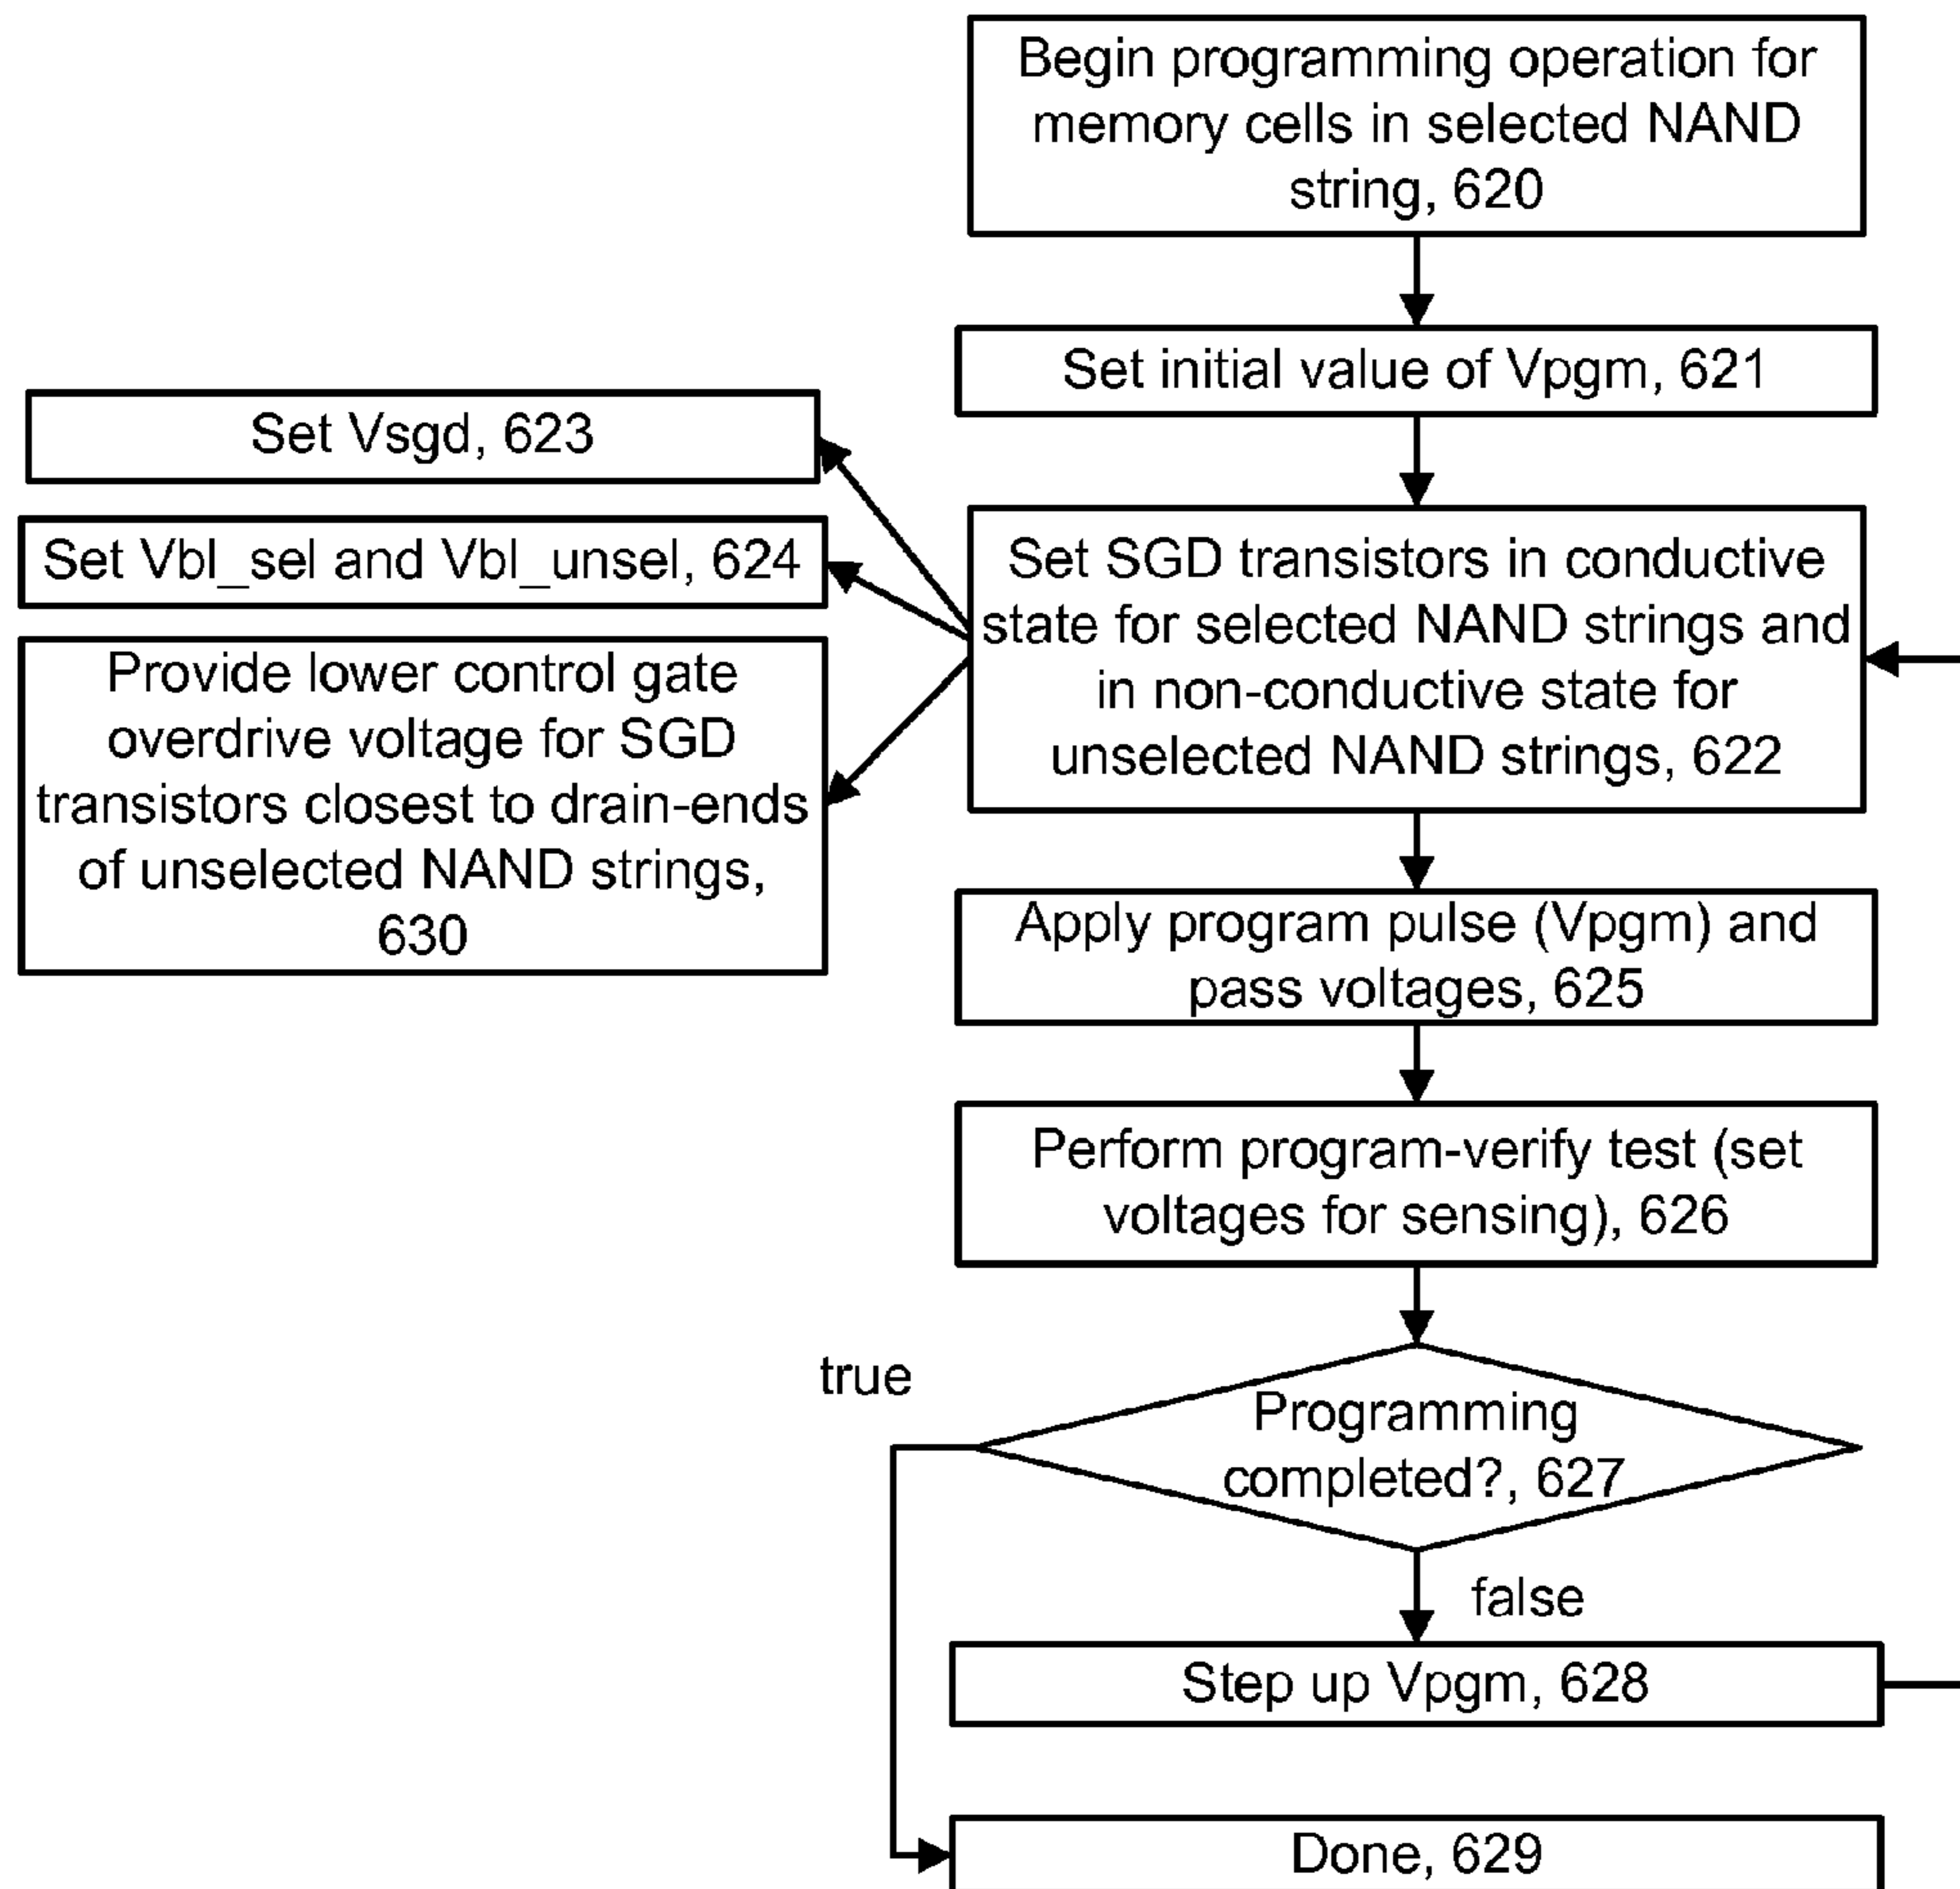 Begin programming operation for
memory cells in selected NAND
string, 620
Set initial value of Vpgm, 621
Set SGD transistors in conductive
state for selected NAND strings and
in non-conductive state for
unselected NAND strings, 622
Set Vsgd, 623
Set Vbl_sel and Vbl_unsel, 624
Provide lower control gate
overdrive voltage for SGD
transistors closest to drain-ends
of unselected NAND strings,
630
Apply program pulse (Vpgm) and
pass voltages, 625
Perform program-verify test (set
voltages for sensing), 626
Programming
completed?, 627
true
false
Step up Vpgm, 628
Done, 629